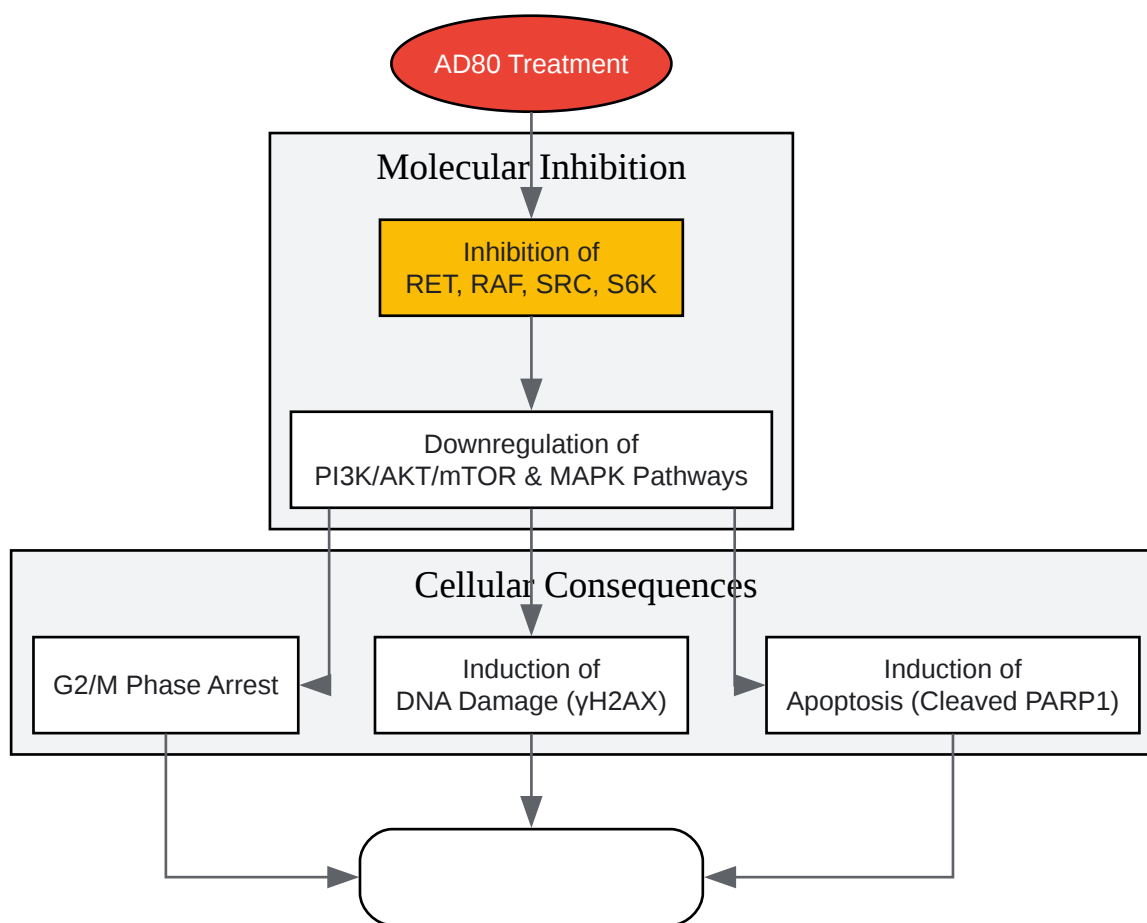 AD80 Treatment
Molecular Inhibition
Inhibition of
RET, RAF, SRC, S6K
Downregulation of
PI3K/AKT/mTOR & MAPK Pathways
Cellular Consequences
G2/M Phase Arrest
Induction of
DNA Damage (γH2AX)
Induction of
Apoptosis (Cleaved PARP1)